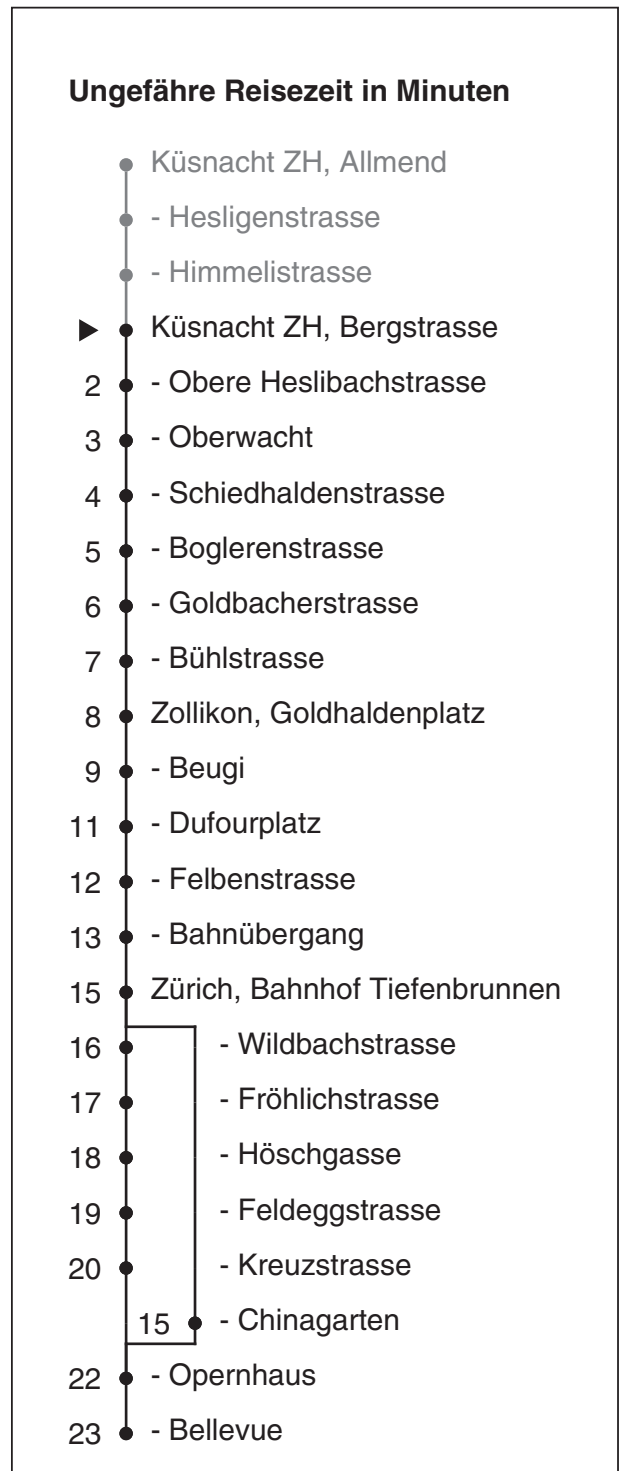 Ungefähre Reisezeit in Minuten
Küsnacht ZH, Allmend
- Hesligenstrasse
- Himmelistrasse
Küsnacht ZH, Bergstrasse
2 - Obere Heslibachstrasse
3 - Oberwacht
4 - Schiedhaldenstrasse
5 - Boglerenstrasse
6 - Goldbacherstrasse
7 - Bühlstrasse
8 Zollikon, Goldhaldenplatz
9 - Beugi
11 - Dufourplatz
12 - Felbenstrasse
13 - Bahnübergang
15 Zürich, Bahnhof Tiefenbrunnen
16 - Wildbachstrasse
17 - Fröhlichstrasse
18 - Höschgasse
19 - Feldeggstrasse
20 - Kreuzstrasse
15 - Chinagarten
22 - Opernhaus
23 - Bellevue